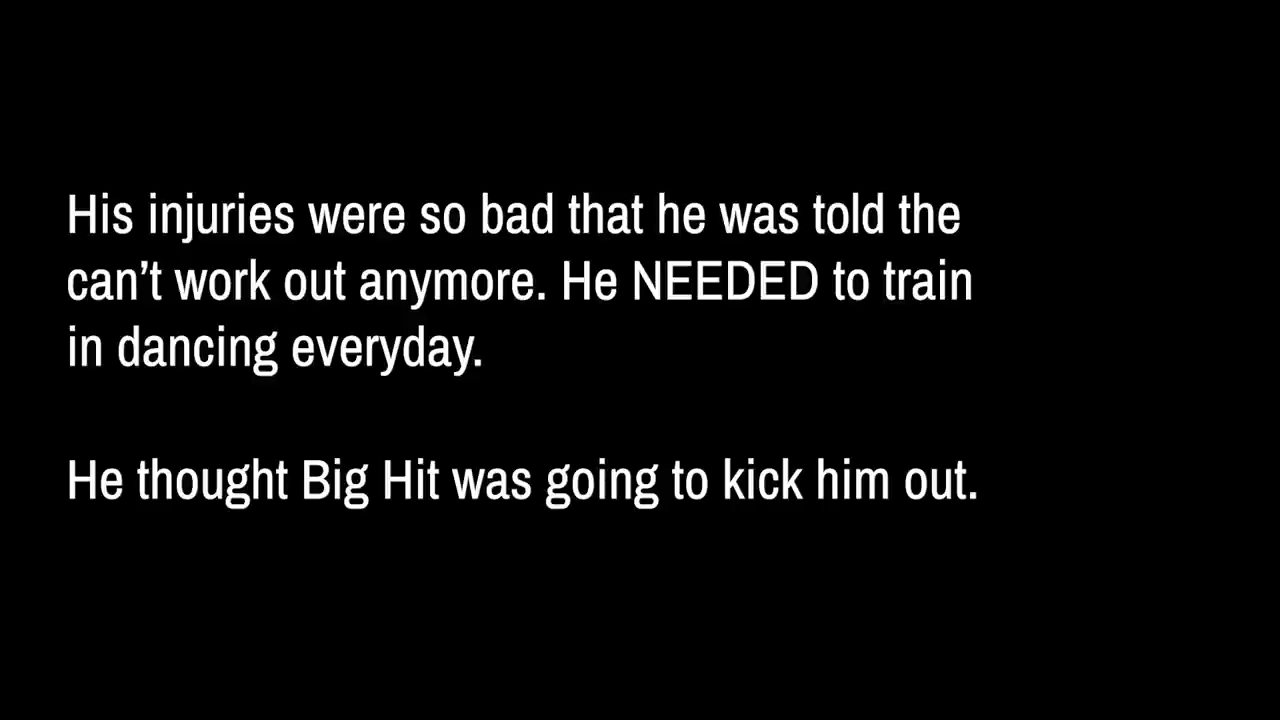 His injuries were so bad that he was told the
can’t work out anymore. He NEEDED to train
in dancing everyday.
He thought Big Hit was going to kick him out.